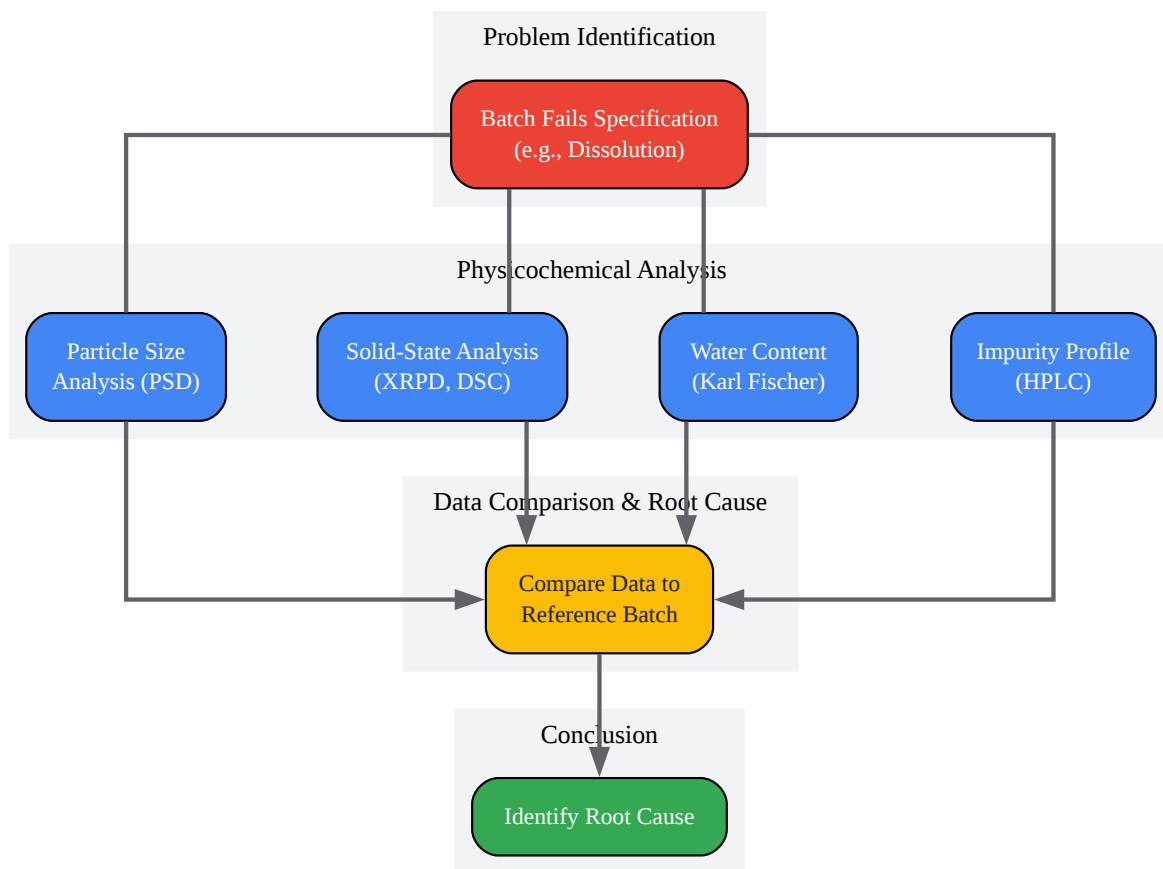 Problem Identification
Batch Fails Specification
(e.g., Dissolution)
Physicochemical Analysis
Particle Size
Analysis (PSD)
Solid-State Analysis
(XRPD, DSC)
Water Content
(Karl Fischer)
Impurity Profile
(HPLC)
Data Comparison & Root Cause
Compare Data to
Reference Batch
Conclusion
Identify Root Cause